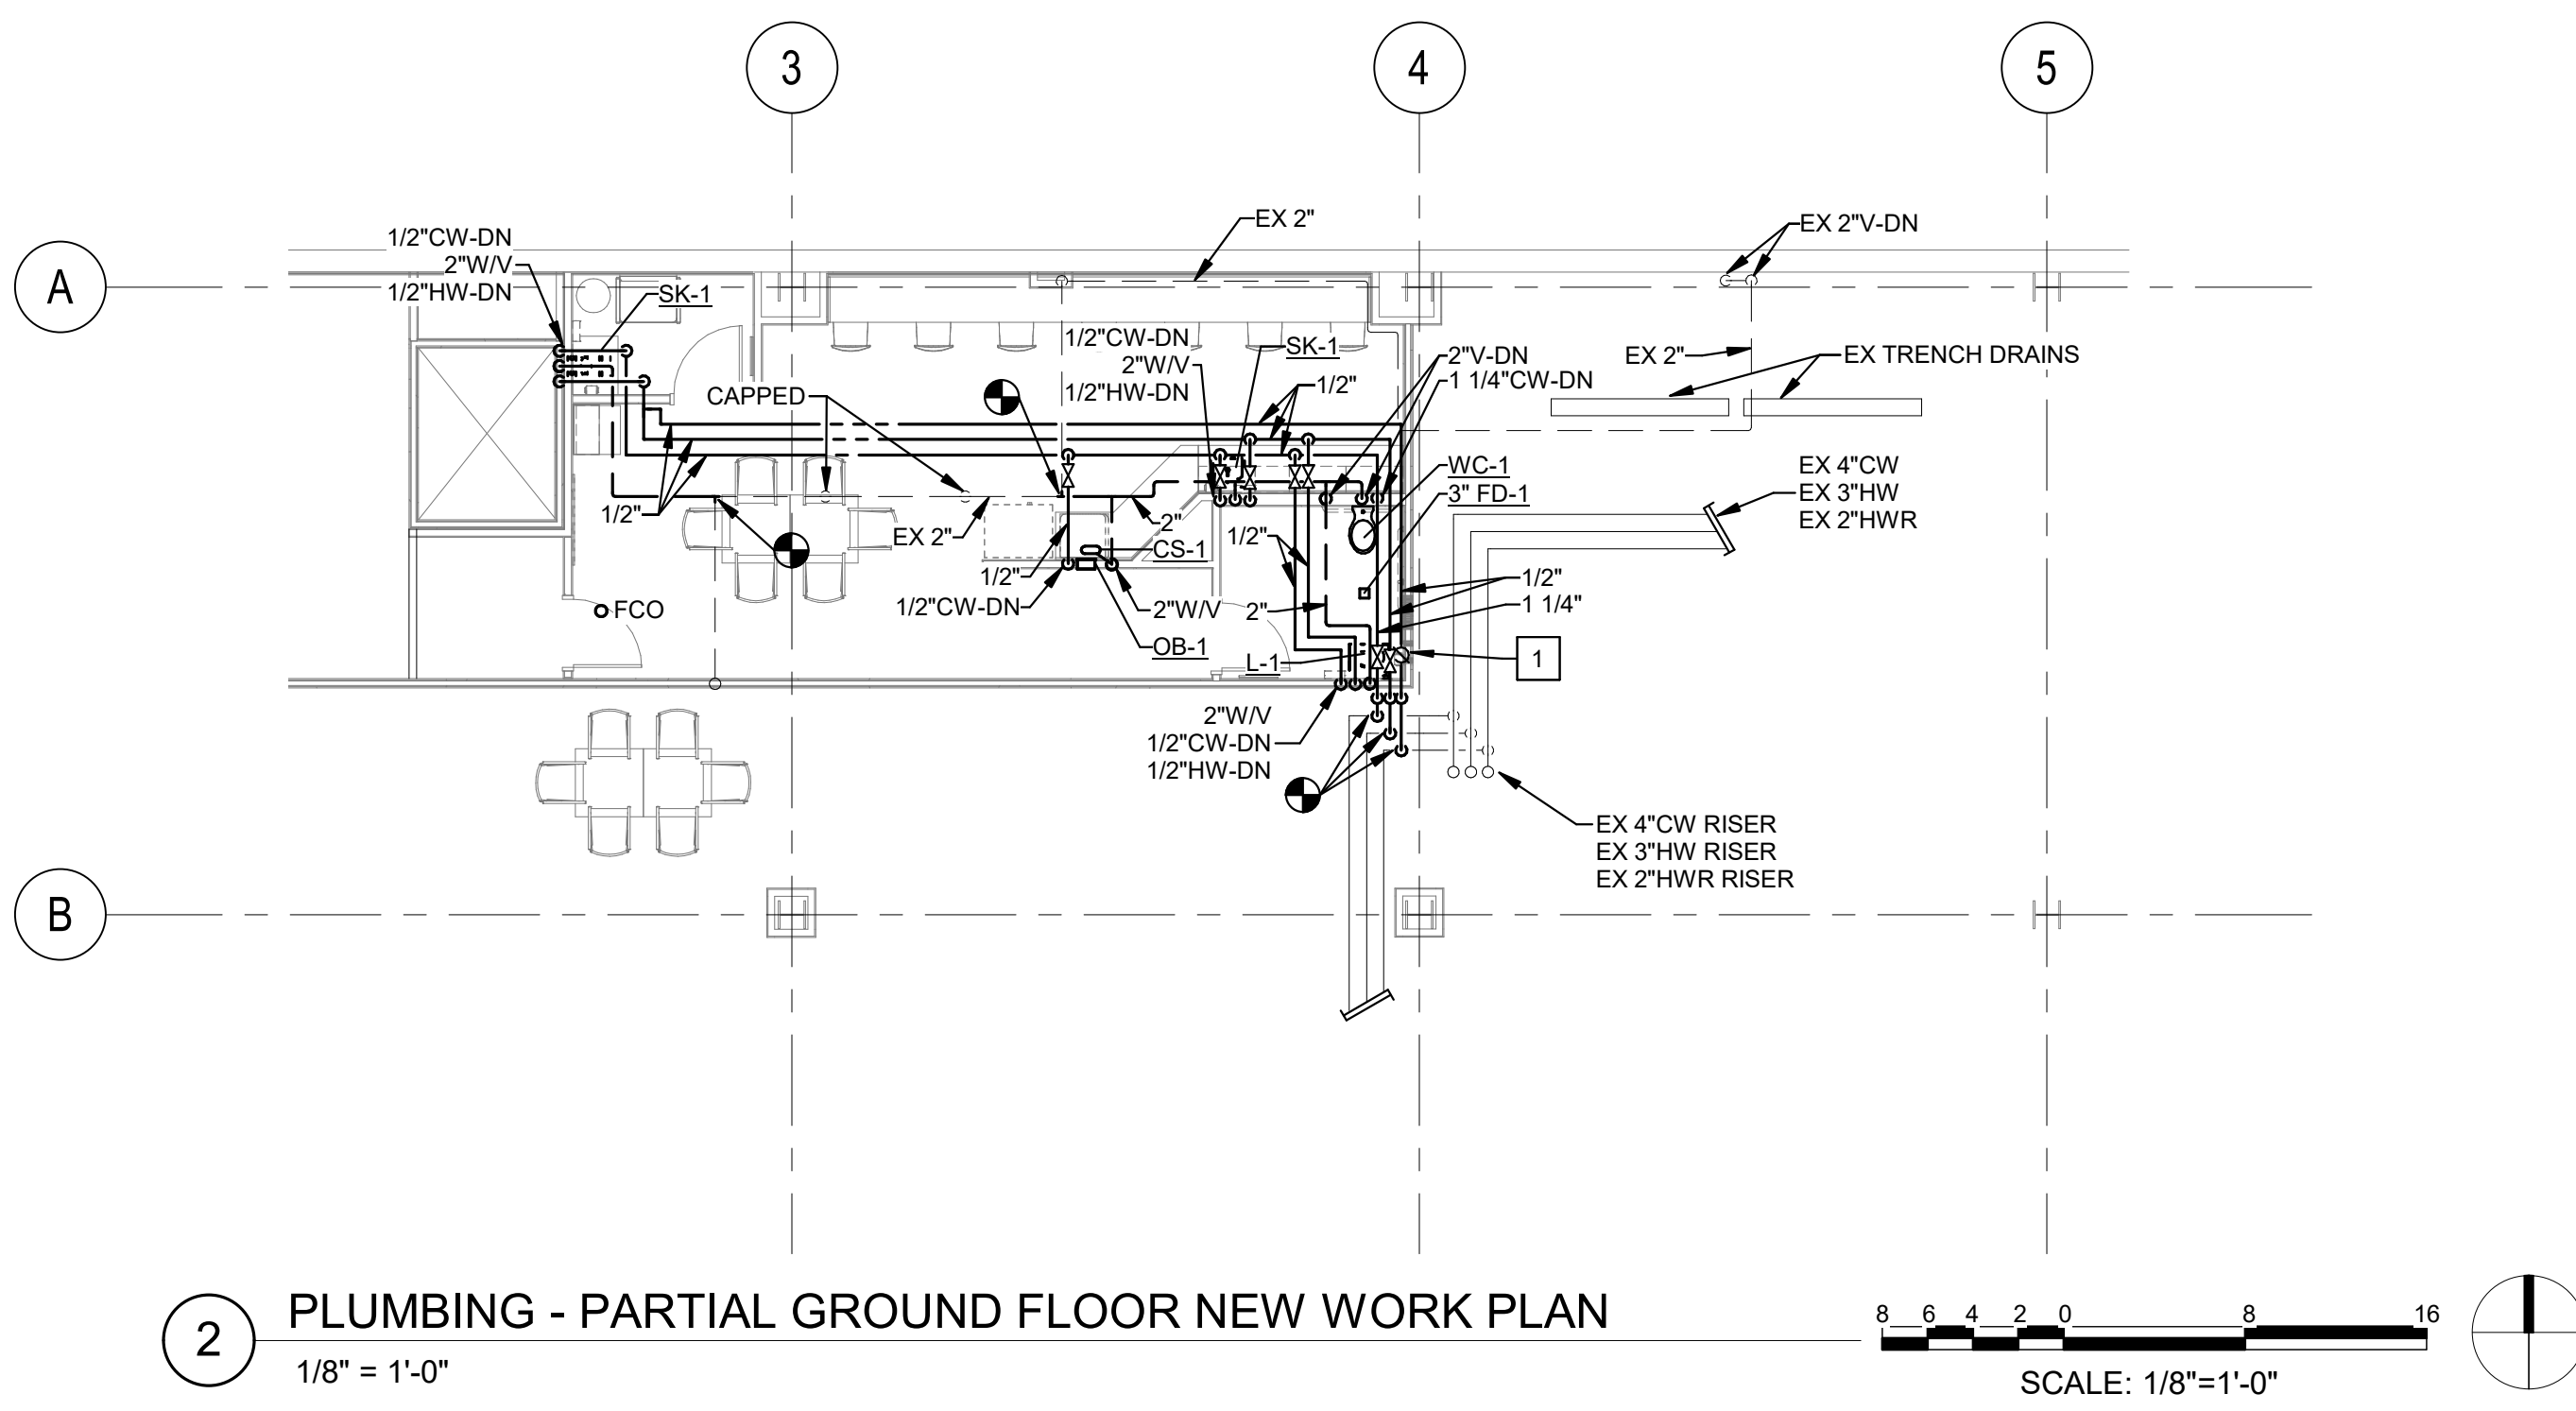 3
4
5
A
1/2"CW-DN
2"W/V
1/2"HW-DN
SK-1
EX 2"
EX 2"V-DN
1/2"CW-DN
2"W/V
1/2"HW-DN
SK-1
1/2"
2"V-DN
1 1/4"CW-DN
EX 2"
EX TRENCH DRAINS
CAPPED
WC-1
3" FD-1
EX 4"CW
EX 3"HW
EX 2"HWR
1/2"
EX 2"
2"
1/2"
CS-1
1/2"
1/2"CW-DN
2"W/V
2"
1/2"
1 1/4"
FCO
OB-1
L-1
1
2"W/V
1/2"CW-DN
1/2"HW-DN
EX 4"CW RISER
EX 3"HW RISER
EX 2"HWR RISER
B
2
PLUMBING - PARTIAL GROUND FLOOR NEW WORK PLAN
1/8" = 1'-0"
8 6 4 2 0 8 16
SCALE: 1/8"=1'-0"